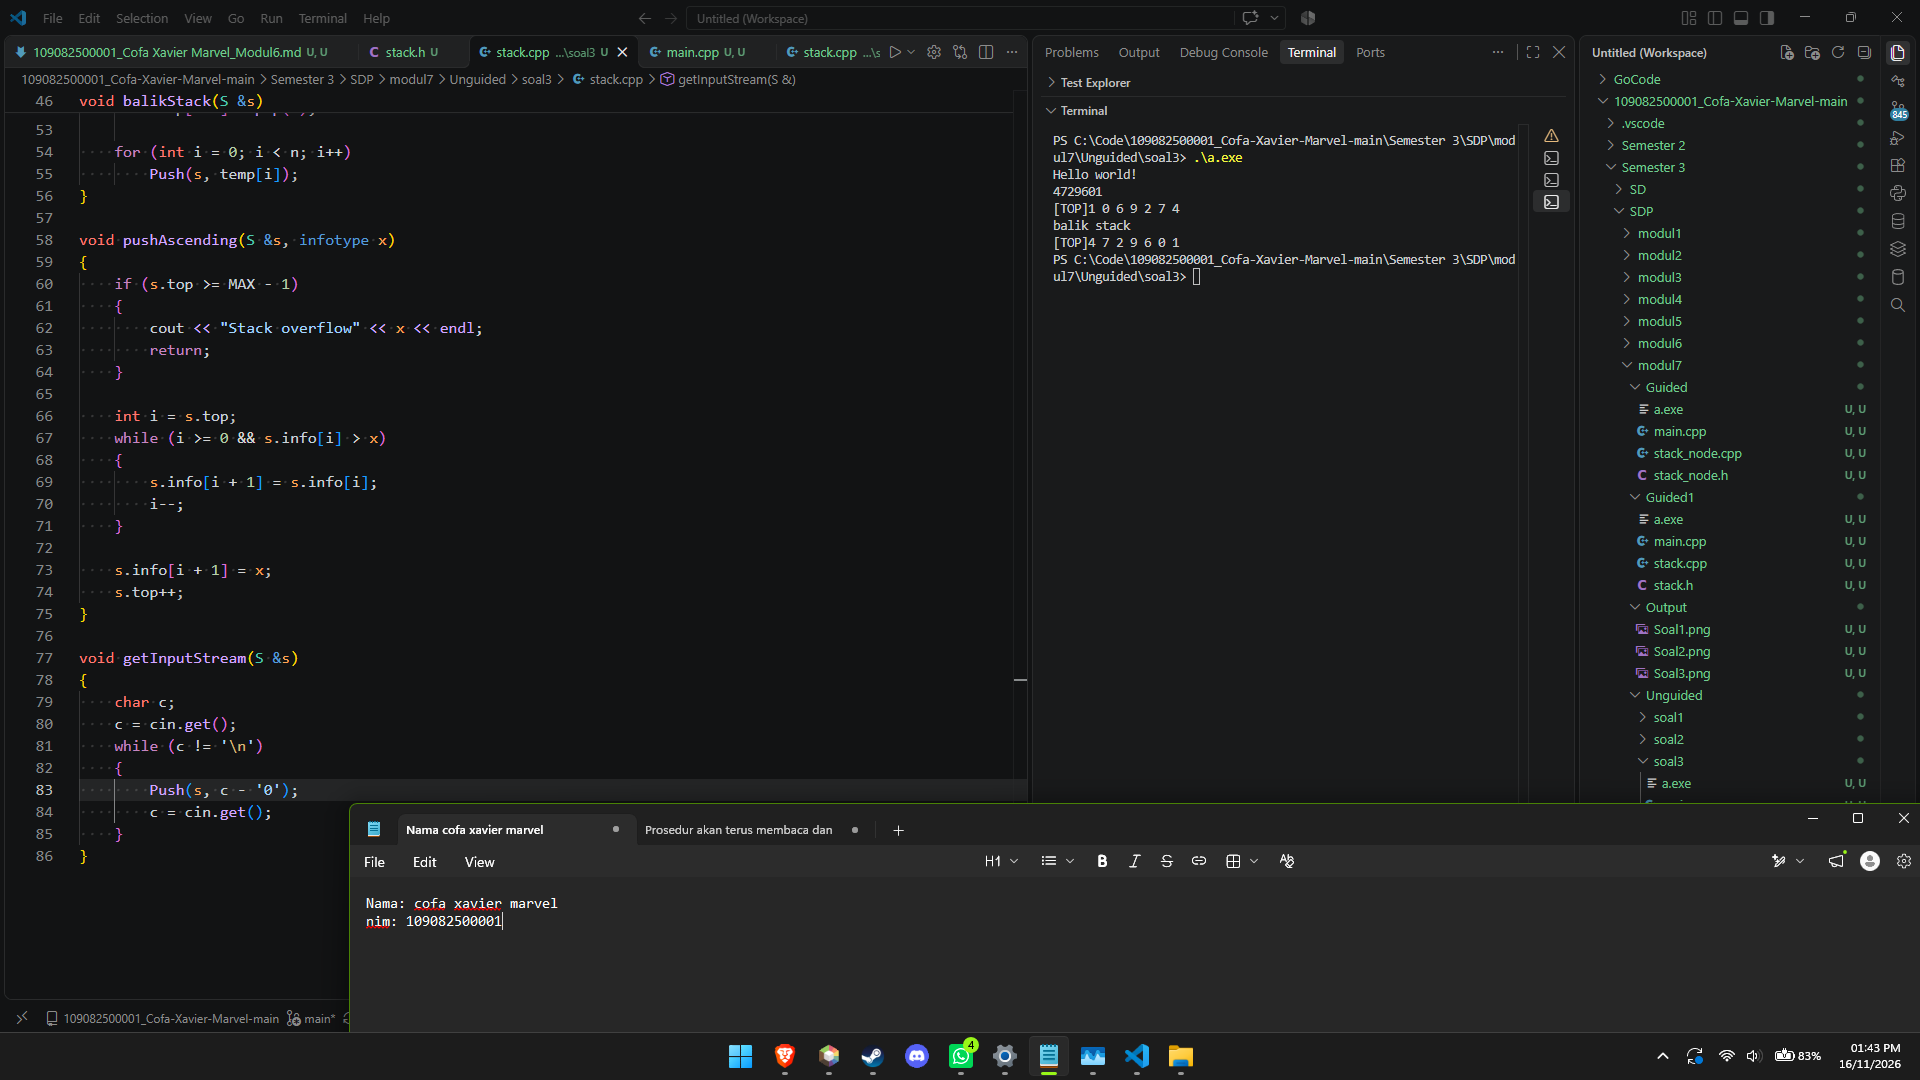 File Edit Selection View Go Run Terminal Help
Untitled (Workspace)
109082500001_Cofa Xavier Marvel_Modul6.md U, U
stack.h U
stack.cpp ...\soal3 U
main.cpp U, U
stack.cpp ...\s
109082500001_Cofa-Xavier-Marvel-main > Semester 3 > SDP > modul7 > Unguided > soal3 > stack.cpp > getInputStream(S &)
46 void balikStack(S &s)
53
54 for (int i = 0; i < n; i++)
55 Push(s, temp[i]);
56 }
57
58 void pushAscending(S &s, infotype x)
59 {
60 if (s.top >= MAX - 1)
61 {
62 cout << "Stack overflow" << x << endl;
63 return;
64 }
65
66 int i = s.top;
67 while (i >= 0 && s.info[i] > x)
68 {
69 s.info[i + 1] = s.info[i];
70 i--;
71 }
72
73 s.info[i + 1] = x;
74 s.top++;
75 }
76
77 void getInputStream(S &s)
78 {
79 char c;
80 c = cin.get();
81 while (c != '\n')
82 {
83 Push(s, c - '0');
84 c = cin.get();
85 }
86 }
Problems Output Debug Console Terminal Ports
Test Explorer
Terminal
PS C:\Code\109082500001_Cofa-Xavier-Marvel-main\Semester 3\SDP\mod
ul7\Unguided\soal3> .\a.exe
Hello world!
4729601
[TOP]1 0 6 9 2 7 4
balik stack
[TOP]4 7 2 9 6 0 1
PS C:\Code\109082500001_Cofa-Xavier-Marvel-main\Semester 3\SDP\mod
ul7\Unguided\soal3>
Untitled (Workspace)
GoCode
109082500001_Cofa-Xavier-Marvel-main
845
.vscode
Semester 2
Semester 3
SD
SDP
modul1
modul2
modul3
modul4
modul5
modul6
modul7
Guided
a.exe U, U
main.cpp U, U
stack_node.cpp U, U
stack_node.h U, U
Guided1
a.exe U, U
main.cpp U, U
stack.cpp U, U
stack.h U, U
Output
Soal1.png U, U
Soal2.png U, U
Soal3.png U, U
Unguided
soal1
soal2
soal3
a.exe U, U
Nama cofa xavier marvel
Prosedur akan terus membaca dan
File Edit View
H1
Nama: cofa xavier marvel
nim: 109082500001
109082500001_Cofa-Xavier-Marvel-main main*
4
83%
01:43 PM
16/11/2026